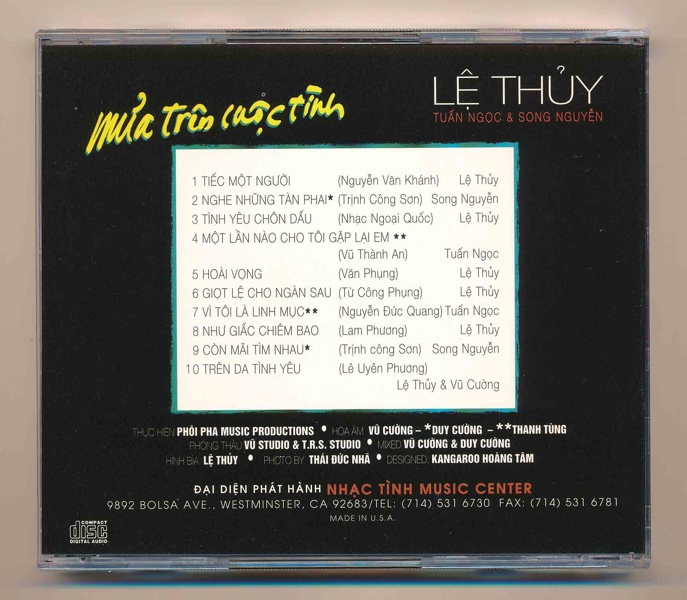 mưa trên cuộc tình
LỆ THỦY
TUẤN NGỌC & SONG NGUYỄN
1 TIẾC MỘT NGƯỜI (Nguyễn Văn Khánh) Lệ Thủy
2 NGHE NHỮNG TÀN PHAI* (Trịnh Công Sơn) Song Nguyễn
3 TÌNH YÊU CHÔN DẤU (Nhạc Ngoại Quốc) Lệ Thủy
4 MỘT LẦN NÀO CHO TÔI GẶP LẠI EM **
(Vũ Thành An) Tuấn Ngọc
5 HOÀI VỌNG (Văn Phụng) Lệ Thủy
6 GIỌT LỆ CHO NGÀN SAU (Từ Công Phụng) Lệ Thủy
7 VÌ TÔI LÀ LINH MỤC** (Nguyễn Đức Quang) Tuấn Ngọc
8 NHƯ GIẤC CHIÊM BAO (Lam Phương) Lệ Thủy
9 CÒN MÃI TÌM NHAU* (Trịnh công Sơn) Song Nguyễn
10 TRÊN DA TÌNH YÊU (Lê Uyên Phương)
Lệ Thủy & Vũ Cường
THỰC HIỆN PHÔI PHA MUSIC PRODUCTIONS • HÒA ÂM VŨ CƯỜNG – *DUY CƯỜNG – **THANH TÙNG
PHÒNG THÂU VŨ STUDIO & T.R.S. STUDIO • MIXED VŨ CƯỜNG & DUY CƯỜNG
HÌNH BÌA LỆ THỦY • PHOTO BY THÁI ĐỨC NHÃ • DESIGNED: KANGAROO HOÀNG TÂM
ĐẠI DIỆN PHÁT HÀNH NHẠC TÌNH MUSIC CENTER
9892 BOLSA AVE., WESTMINSTER, CA 92683/TEL: (714) 531 6730 FAX: (714) 531 6781
MADE IN U.S.A.
COMPACT
disc
DIGITAL AUDIO